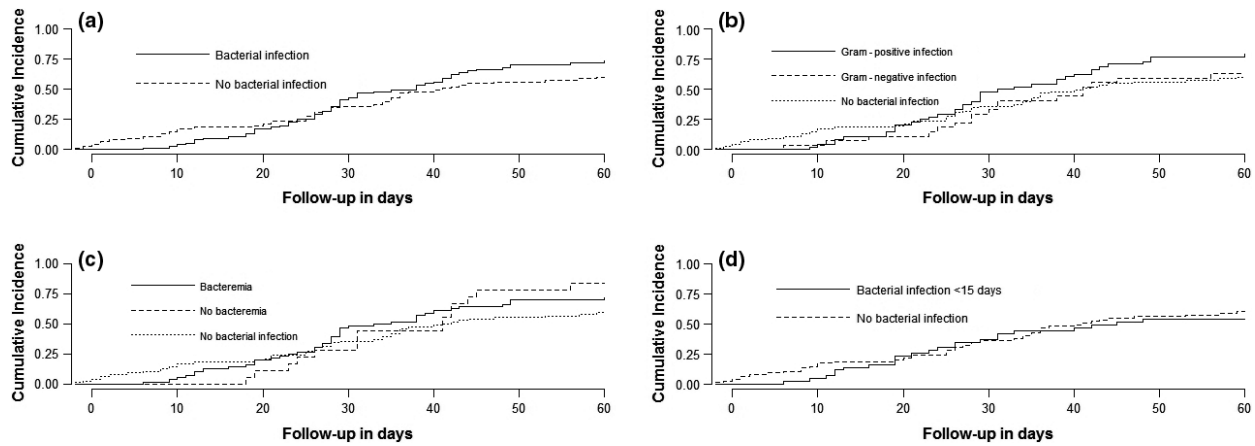 (a)
Cumulative Incidence
1.00
0.75
0.50
0.25
0.00
Bacterial infection
No bacterial infection
0 10 20 30 40 50 60
Follow-up in days
(b)
Cumulative Incidence
1.00
0.75
0.50
0.25
0.00
Gram - positive infection
Gram - negative infection
No bacterial infection
0 10 20 30 40 50 60
Follow-up in days
(c)
Cumulative Incidence
1.00
0.75
0.50
0.25
0.00
Bacteremia
No bacteremia
No bacterial infection
0 10 20 30 40 50 60
Follow-up in days
(d)
Cumulative Incidence
1.00
0.75
0.50
0.25
0.00
Bacterial infection <15 days
No bacterial infection
0 10 20 30 40 50 60
Follow-up in days